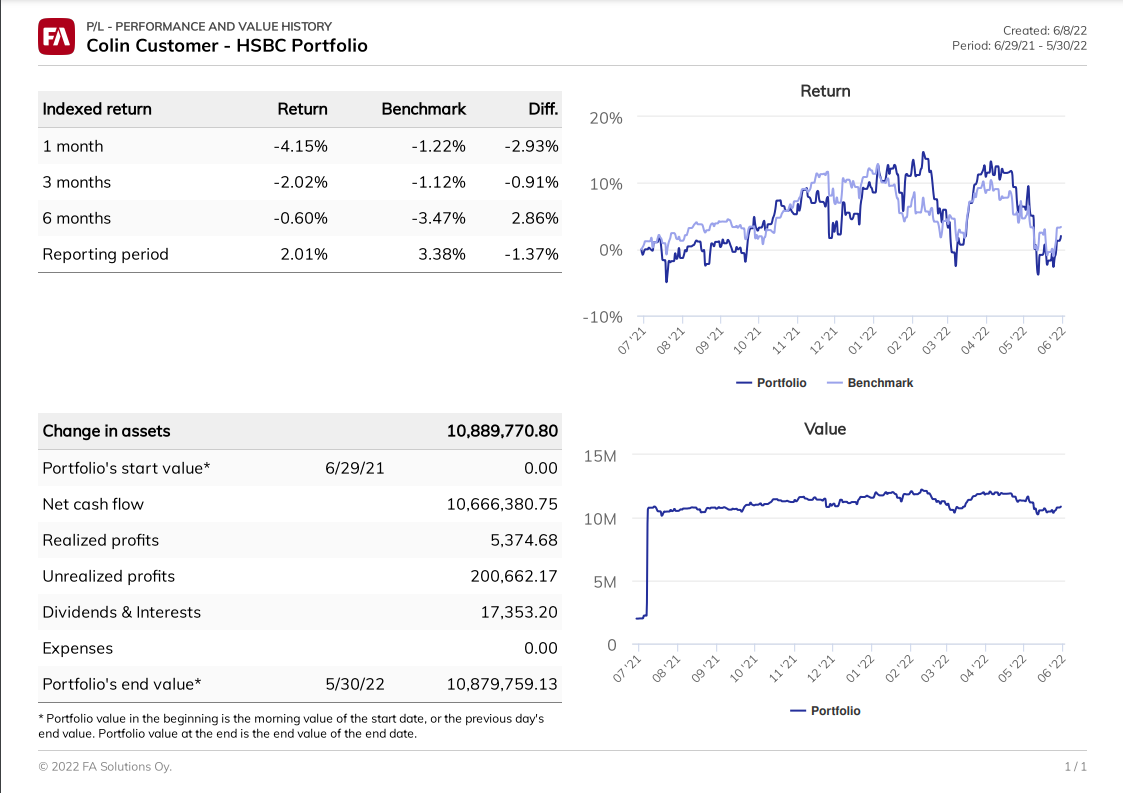 FA
P/L - PERFORMANCE AND VALUE HISTORY
Colin Customer - HSBC Portfolio
Created: 6/8/22
Period: 6/29/21 - 5/30/22
Indexed return Return Benchmark Diff.
1 month -4.15% -1.22% -2.93%
3 months -2.02% -1.12% -0.91%
6 months -0.60% -3.47% 2.86%
Reporting period 2.01% 3.38% -1.37%
Return
20%
10%
0%
-10%
07 '21 08 '21 09 '21 10 '21 11 '21 12 '21 01 '22 02 '22 03 '22 04 '22 05 '22 06 '22
Portfolio Benchmark
Change in assets 10,889,770.80
Portfolio's start value* 6/29/21 0.00
Net cash flow 10,666,380.75
Realized profits 5,374.68
Unrealized profits 200,662.17
Dividends & Interests 17,353.20
Expenses 0.00
Portfolio's end value* 5/30/22 10,879,759.13
* Portfolio value in the beginning is the morning value of the start date, or the previous day's
end value. Portfolio value at the end is the end value of the end date.
Value
15M
10M
5M
0
07 '21 08 '21 09 '21 10 '21 11 '21 12 '21 01 '22 02 '22 03 '22 04 '22 05 '22 06 '22
Portfolio
© 2022 FA Solutions Oy.
1 / 1